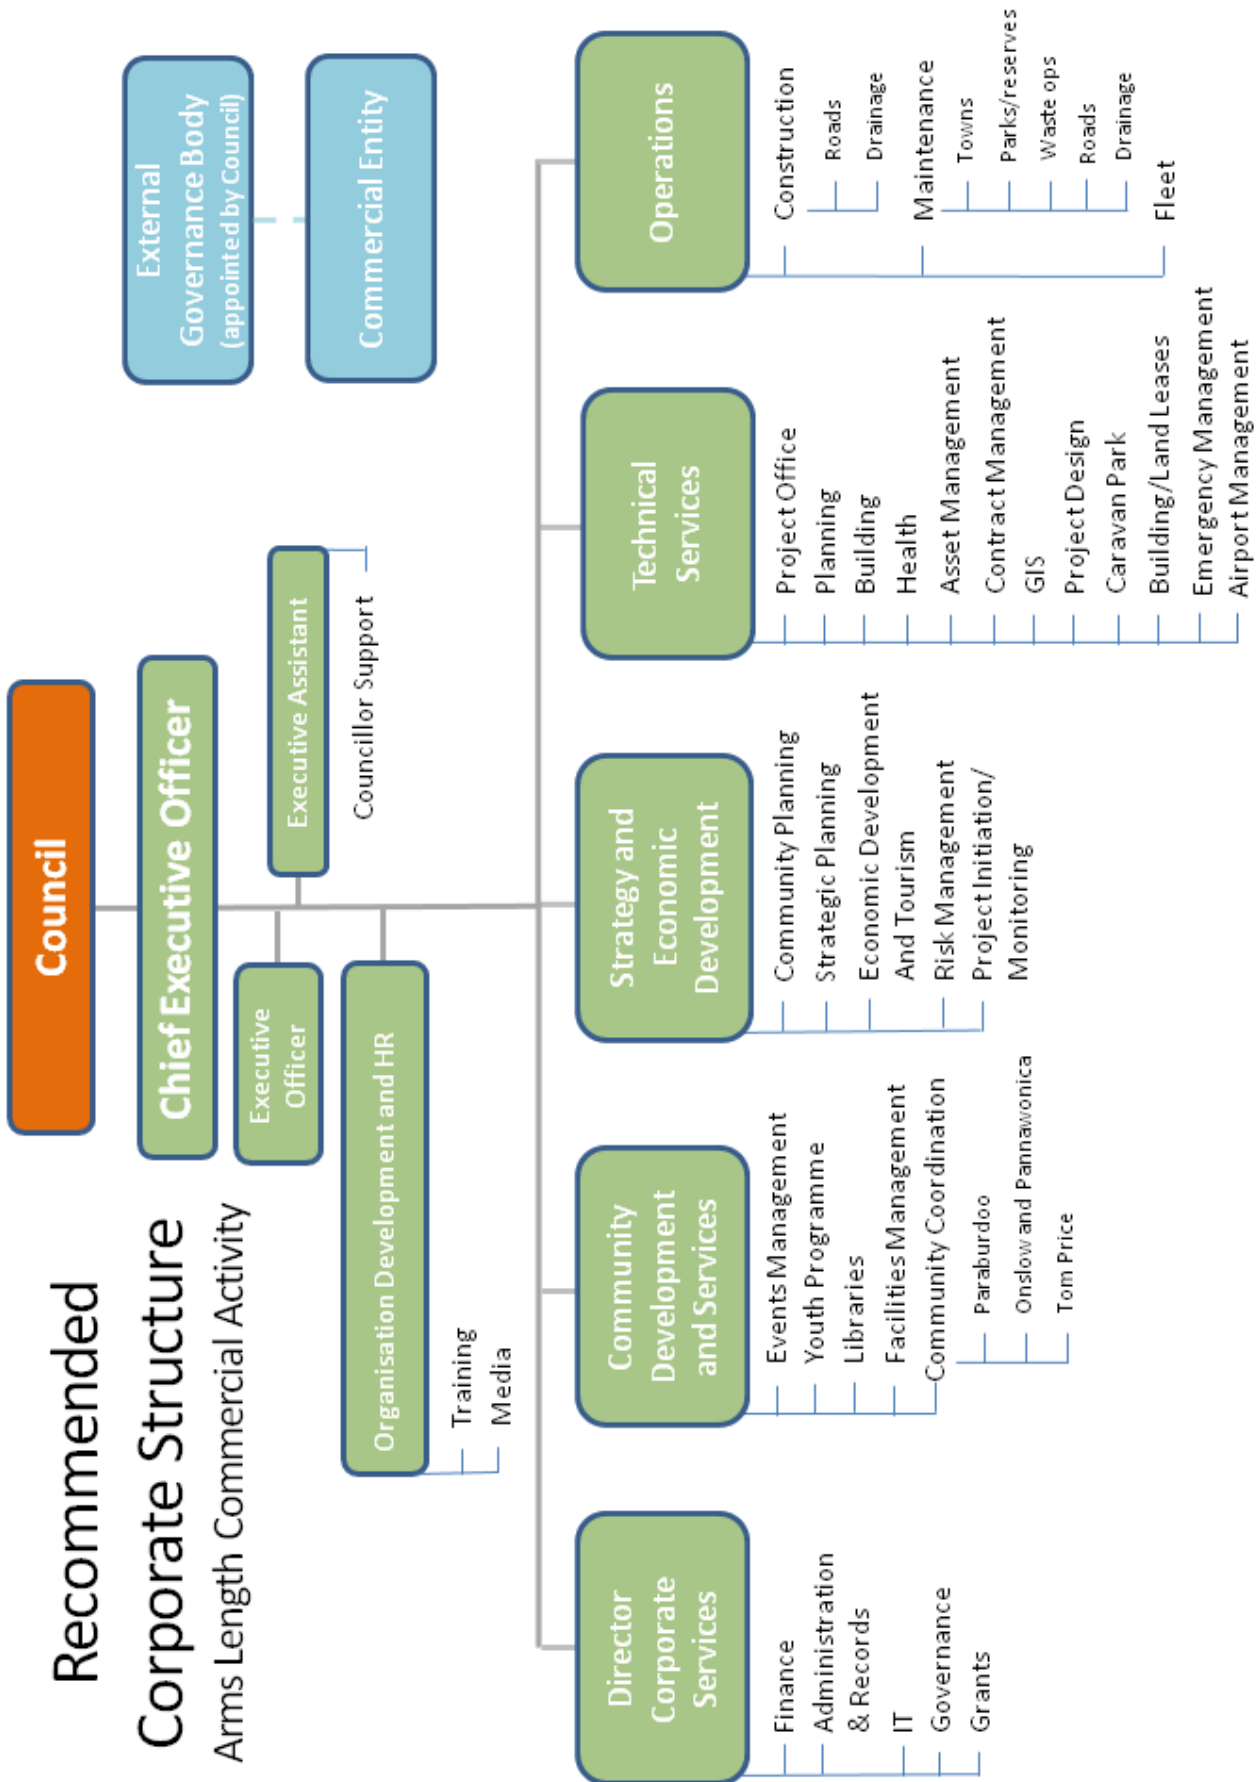 Recommended
Corporate Structure
Arms Length Commercial Activity
Council
Chief Executive Officer
External
Governance Body
(appointed by Council)
Commercial Entity
Executive
Officer
Executive Assistant
Councillor Support
Organisation Development and HR
Training
Media
Director
Corporate
Services
Finance
Administration
& Records
IT
Governance
Grants
Community
Development
and Services
Events Management
Youth Programme
Libraries
Facilities Management
Community Coordination
Paraburdoo
Onslow and Pannawonica
Tom Price
Strategy and
Economic
Development
Community Planning
Strategic Planning
Economic Development
And Tourism
Risk Management
Project Initiation/
Monitoring
Technical
Services
Project Office
Planning
Building
Health
Asset Management
Contract Management
GIS
Project Design
Caravan Park
Building/Land Leases
Emergency Management
Airport Management
Operations
Construction
Roads
Drainage
Maintenance
Towns
Parks/reserves
Waste ops
Roads
Drainage
Fleet